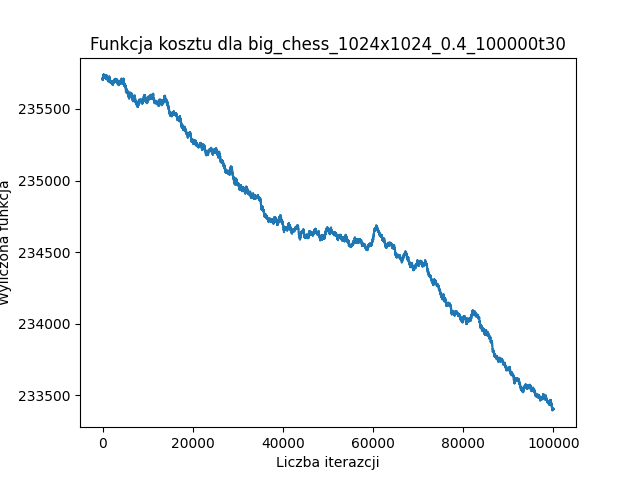 Funkcja kosztu dla big_chess_1024x1024_0.4_100000t30
Wyliczona funkcja
235500
235000
234500
234000
233500
0 20000 40000 60000 80000 100000
Liczba iterazcji